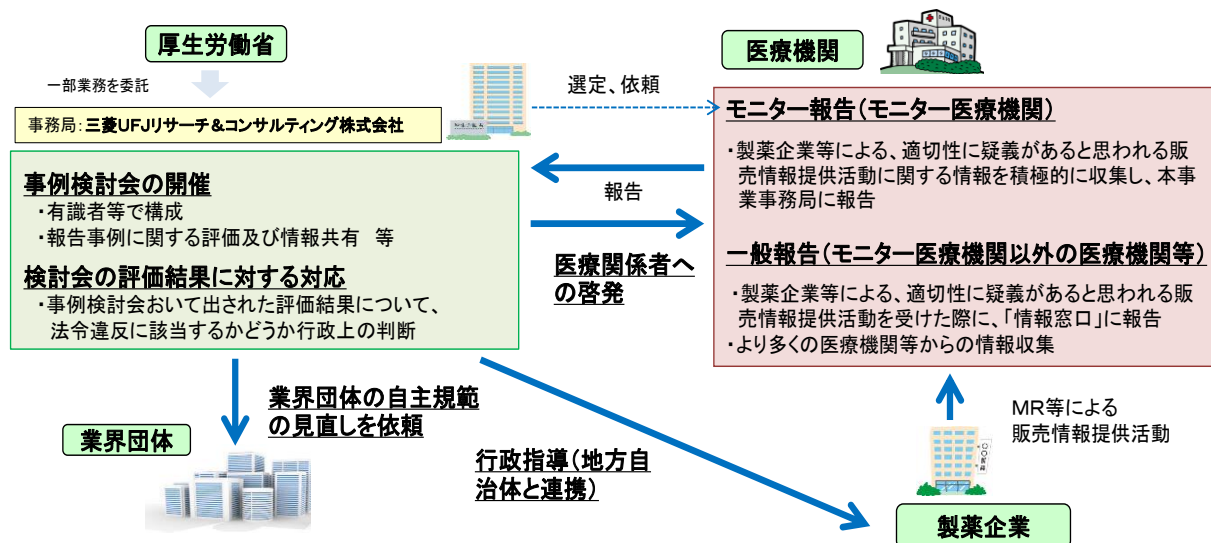 厚生労働省
一部業務を委託
事務局：三菱UFJリサーチ＆コンサルティング株式会社
事例検討会の開催
・有識者等で構成
・報告事例に関する評価及び情報共有　等
検討会の評価結果に対する対応
・事例検討会おいて出された評価結果について、
法令違反に該当するかどうか行政上の判断
選定、依頼
報告
医療関係者へ
の啓発
医療機関
モニター報告（モニター医療機関）
・製薬企業等による、適切性に疑義があると思われる販
売情報提供活動に関する情報を積極的に収集し、本事
業事務局に報告
一般報告（モニター医療機関以外の医療機関等）
・製薬企業等による、適切性に疑義があると思われる販
売情報提供活動を受けた際に、「情報窓口」に報告
・より多くの医療機関等からの情報収集
業界団体の自主規範
の見直しを依頼
業界団体
行政指導（地方自
治体と連携）
MR等による
販売情報提供活動
製薬企業